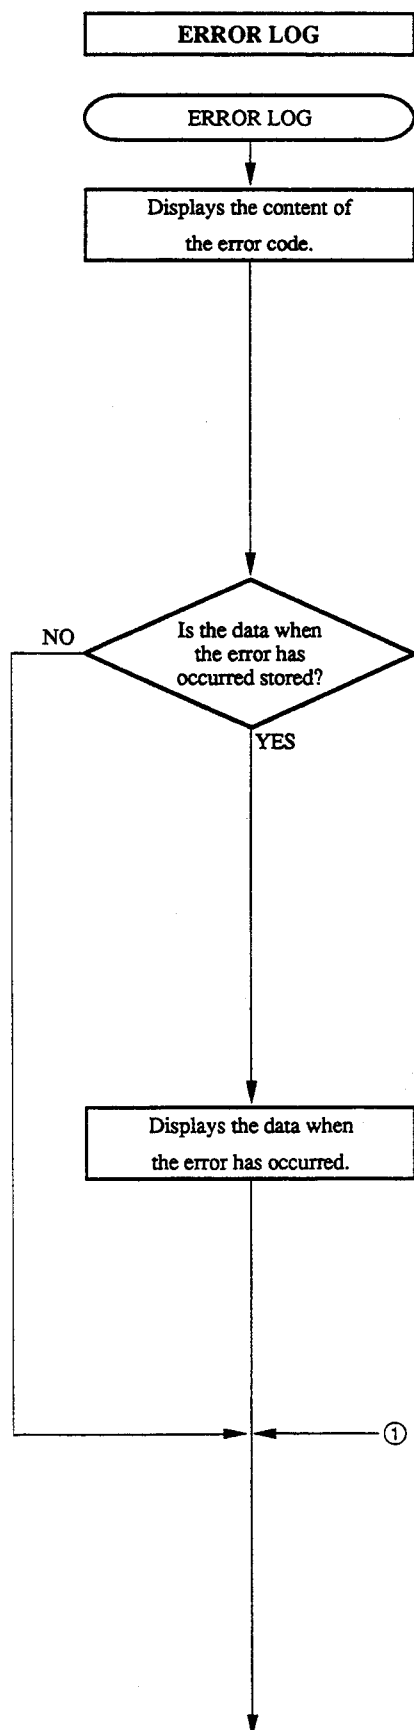 ERROR LOG
ERROR LOG
Displays the content of
the error code.
Is the data when
the error has
occurred stored?
NO
YES
Displays the data when
the error has occurred.
①